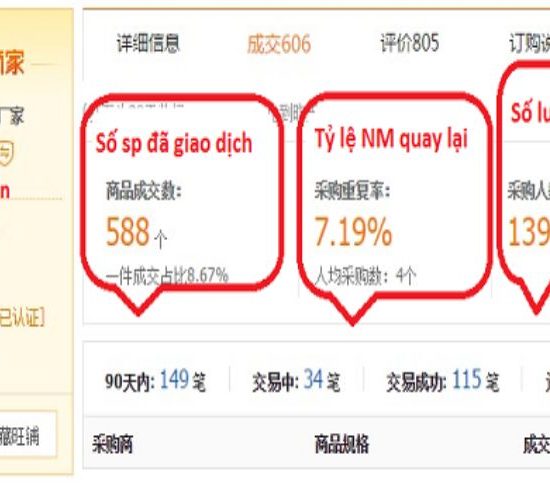 详细信息 成交606 评价805 订购说
家
厂家
Số sp đã giao dịch
Tỷ lệ NM quay lại
Số lu
商品成交数:
采购重复率:
采购人
588 个
7.19%
139
一件成交占比8.67%
人均采购数: 4个
已认证]
90天内: 149 笔
交易中: 34 笔
交易成功: 115 笔
藏旺铺
采购商
商品规格
成交